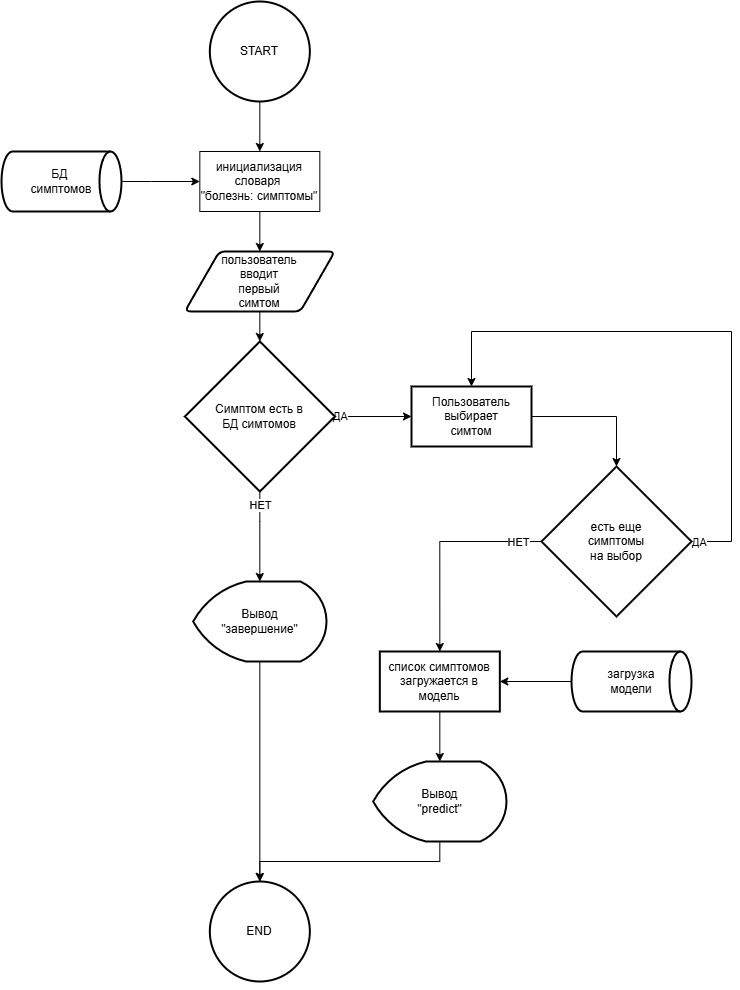 START
БД
симптомов
инициализация
словаря
"болезнь: симптомы"
пользователь
вводит
первый
симтом
Симптом есть в
БД симтомов
ДА
Пользователь
выбирает
симтом
НЕТ
есть еще
симптомы
на выбор
НЕТ
ДА
Вывод
"завершение"
список симптомов
загружается в
модель
загрузка
модели
Вывод
"predict"
END